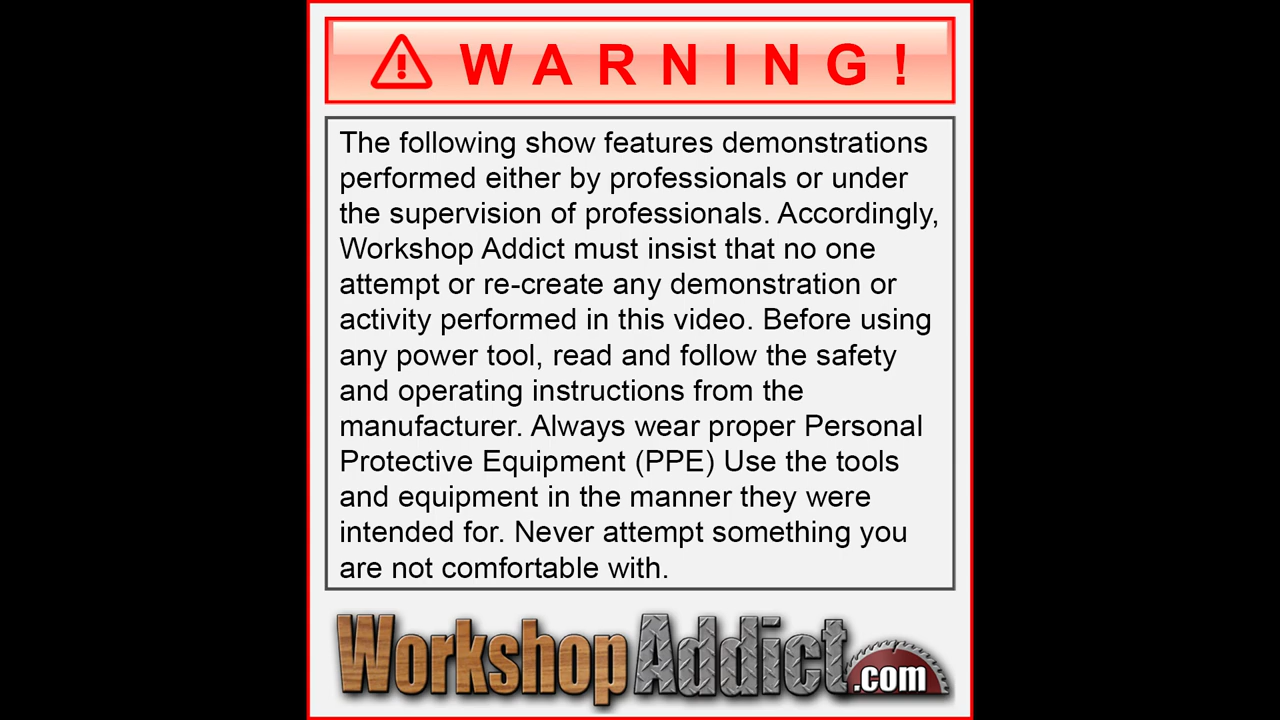 WARNING!
The following show features demonstrations
performed either by professionals or under
the supervision of professionals. Accordingly,
Workshop Addict must insist that no one
attempt or re-create any demonstration or
activity performed in this video. Before using
any power tool, read and follow the safety
and operating instructions from the
manufacturer. Always wear proper Personal
Protective Equipment (PPE) Use the tools
and equipment in the manner they were
intended for. Never attempt something you
are not comfortable with.
WorkshopAddict.com